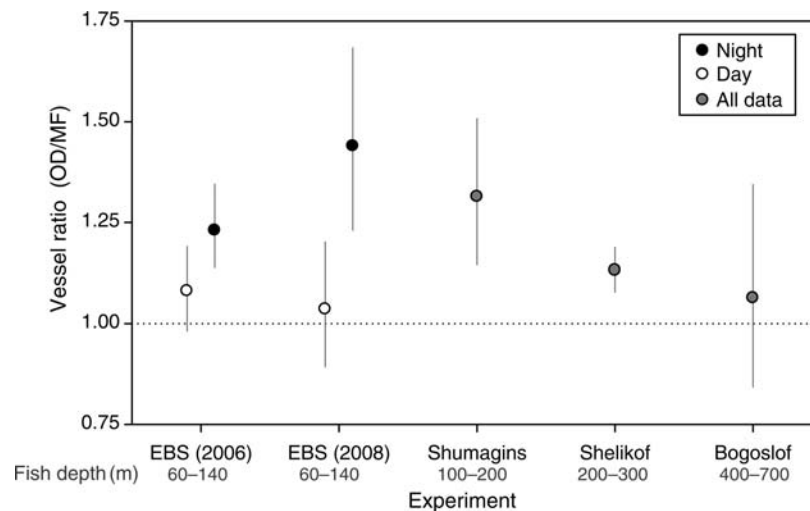 1.75
1.50
1.25
1.00
0.75
Vessel ratio (OD/MF)
Night
Day
All data
EBS (2006) EBS (2008) Shumagins Shelikof Bogoslof
Fish depth (m) 60–140 60–140 100–200 200–300 400–700
Experiment